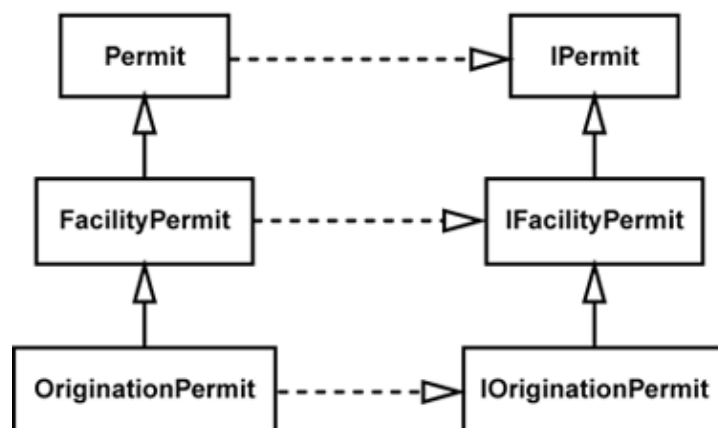 Permit
IPermit
FacilityPermit
IFacilityPermit
OriginationPermit
IOriginationPermit